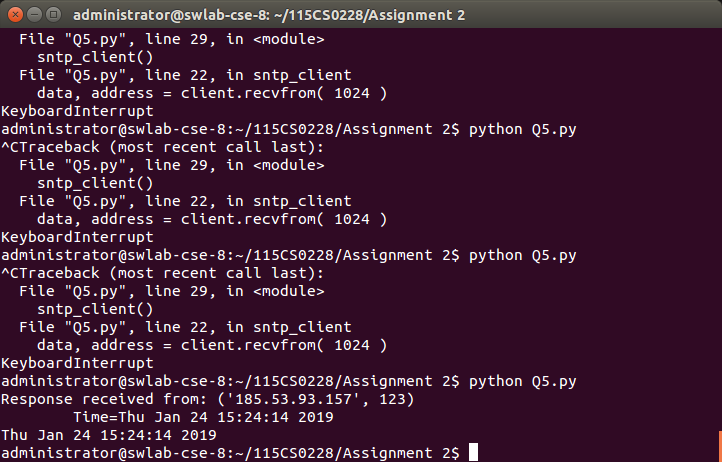 administrator@swlab-cse-8: ~/115CS0228/Assignment 2
  File "Q5.py", line 29, in <module>
    sntp_client()
  File "Q5.py", line 22, in sntp_client
    data, address = client.recvfrom( 1024 )
KeyboardInterrupt
administrator@swlab-cse-8:~/115CS0228/Assignment 2$ python Q5.py
^CTraceback (most recent call last):
  File "Q5.py", line 29, in <module>
    sntp_client()
  File "Q5.py", line 22, in sntp_client
    data, address = client.recvfrom( 1024 )
KeyboardInterrupt
administrator@swlab-cse-8:~/115CS0228/Assignment 2$ python Q5.py
^CTraceback (most recent call last):
  File "Q5.py", line 29, in <module>
    sntp_client()
  File "Q5.py", line 22, in sntp_client
    data, address = client.recvfrom( 1024 )
KeyboardInterrupt
administrator@swlab-cse-8:~/115CS0228/Assignment 2$ python Q5.py
Response received from: ('185.53.93.157', 123)
        Time=Thu Jan 24 15:24:14 2019
Thu Jan 24 15:24:14 2019
administrator@swlab-cse-8:~/115CS0228/Assignment 2$